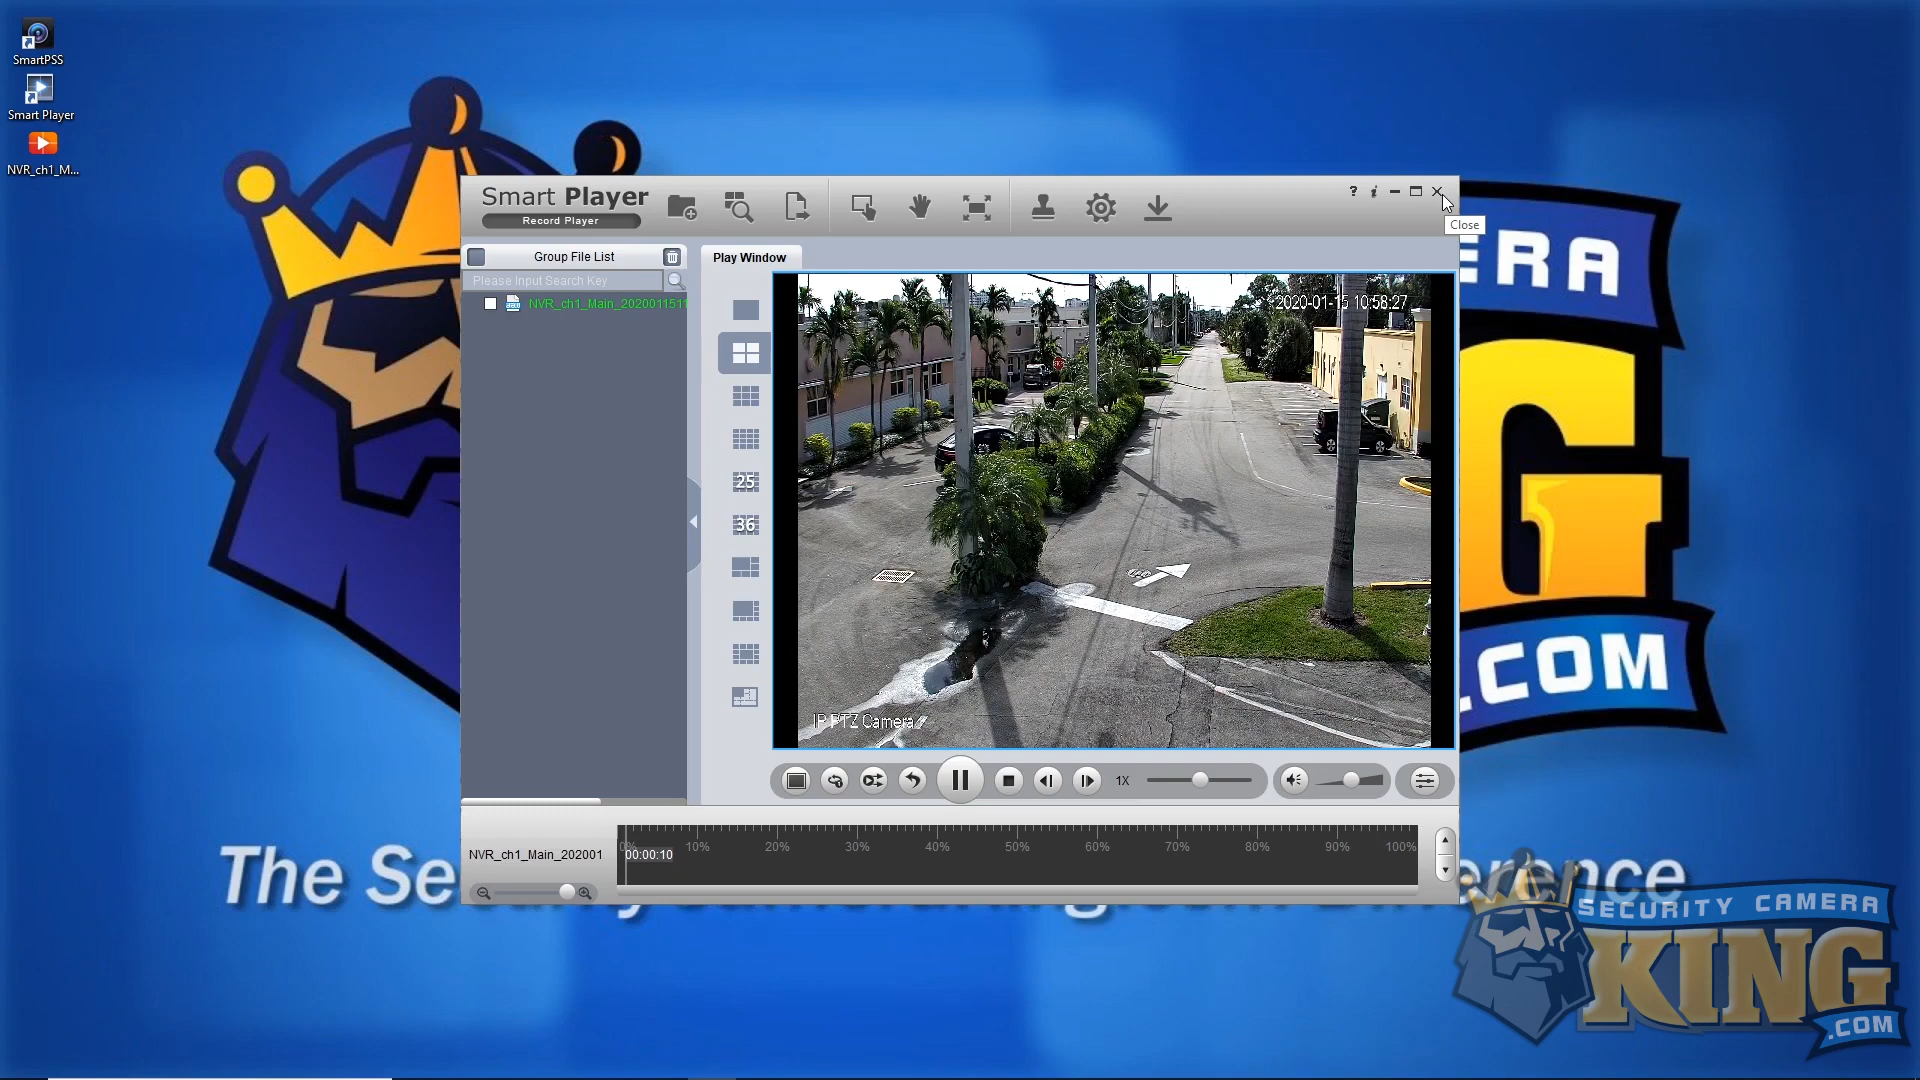 SmartPSS
Smart Player
NVR_ch1_M...
Smart Player
Record Player
Close
Group File List
Please Input Search Key
NVR_ch1_Main_2020011511
Play Window
25
36
2020-01-15 10:58:27
IP PTZ Camera
1X
0% 10% 20% 30% 40% 50% 60% 70% 80% 90% 100%
00:00:10
NVR_ch1_Main_202001
ERA
G
.COM
The Se
erence
SECURITY CAMERA
KING
.COM